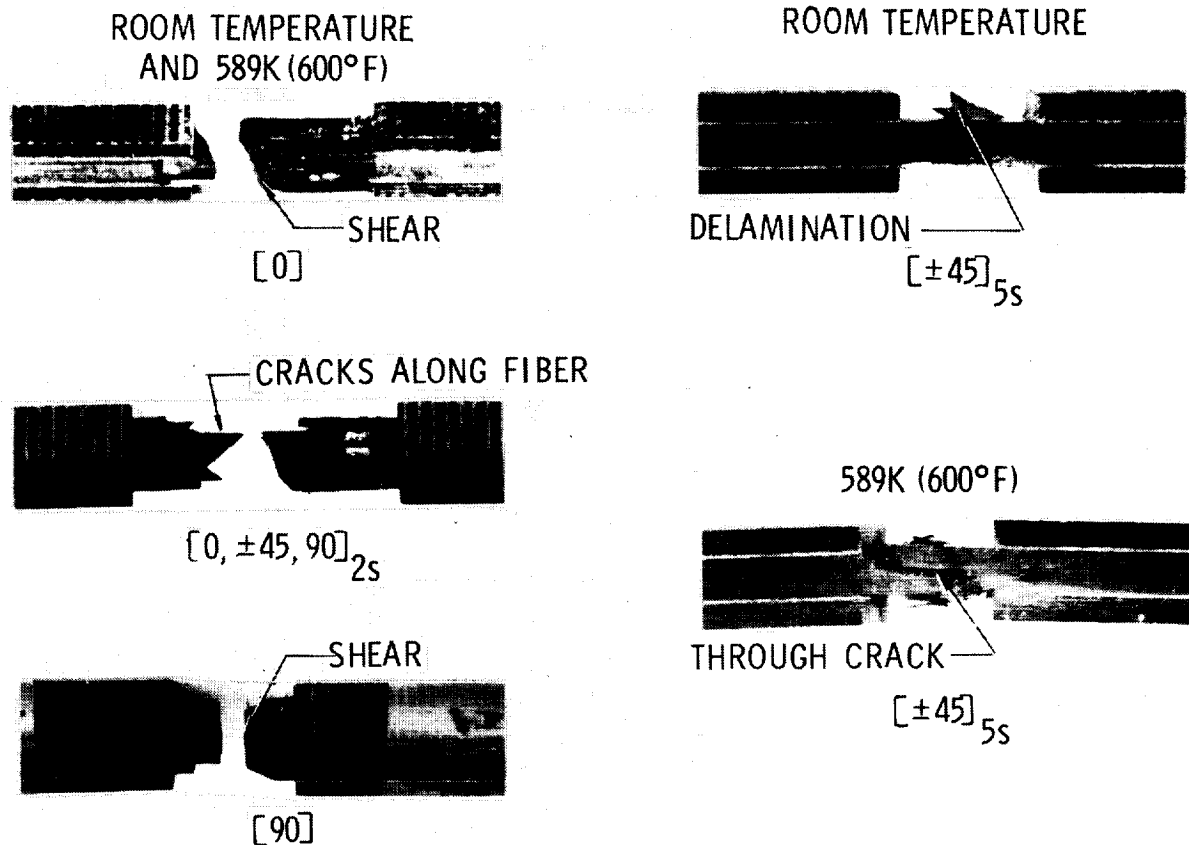 ROOM TEMPERATURE
AND 589K (600°F)
SHEAR
[0]
CRACKS ALONG FIBER
[0, ±45, 90]2s
SHEAR
[90]
ROOM TEMPERATURE
DELAMINATION
[±45]5s
589K (600°F)
THROUGH CRACK
[±45]5s